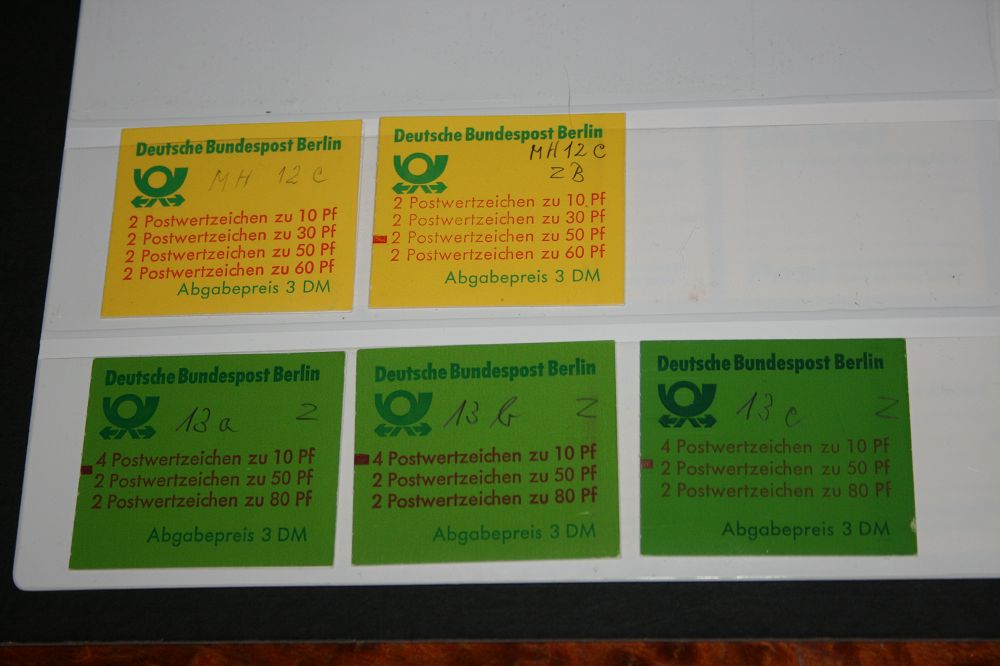 Deutsche Bundespost Berlin
MH 12 c
2 Postwertzeichen zu 10 Pf
2 Postwertzeichen zu 30 Pf
2 Postwertzeichen zu 50 Pf
2 Postwertzeichen zu 60 Pf
Abgabepreis 3 DM
Deutsche Bundespost Berlin
MH 12 c
ZB
2 Postwertzeichen zu 10 Pf
2 Postwertzeichen zu 30 Pf
2 Postwertzeichen zu 50 Pf
2 Postwertzeichen zu 60 Pf
Abgabepreis 3 DM
Deutsche Bundespost Berlin
13 a Z
4 Postwertzeichen zu 10 Pf
2 Postwertzeichen zu 50 Pf
2 Postwertzeichen zu 80 Pf
Abgabepreis 3 DM
Deutsche Bundespost Berlin
13 b Z
4 Postwertzeichen zu 10 Pf
2 Postwertzeichen zu 50 Pf
2 Postwertzeichen zu 80 Pf
Abgabepreis 3 DM
Deutsche Bundespost Berlin
13 c Z
4 Postwertzeichen zu 10 Pf
2 Postwertzeichen zu 50 Pf
2 Postwertzeichen zu 80 Pf
Abgabepreis 3 DM